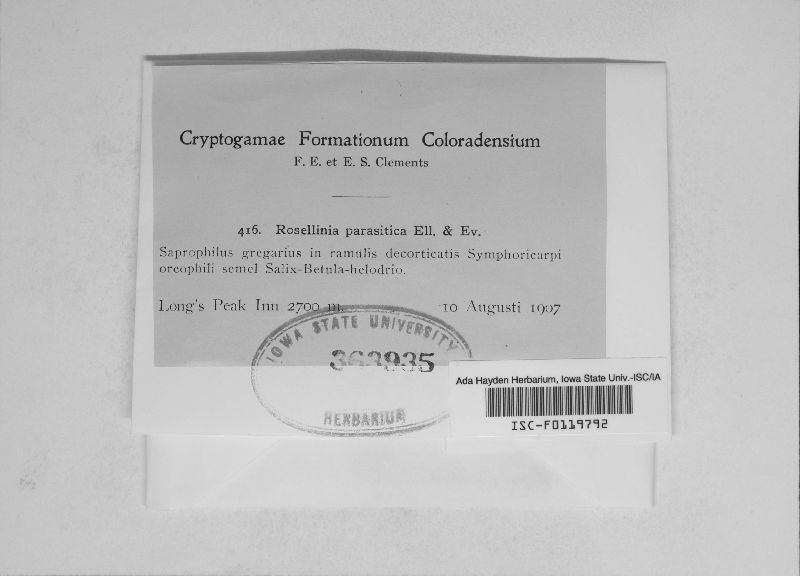 Cryptogamae Formationum Coloradensium
F. E. et E. S. Clements
416. Rosellinia parasitica Ell. & Ev.
Saprophilus gregarius in ramulis decorticatis Symphoricarpi
oreophili semel Salix-Betula-helodrio.
Long's Peak Inn 2700 m. 10 Augusti 1907
IOWA STATE UNIVERSITY
363935
HERBARIUM
Ada Hayden Herbarium, Iowa State Univ.-ISC/IA
ISC-F0119792